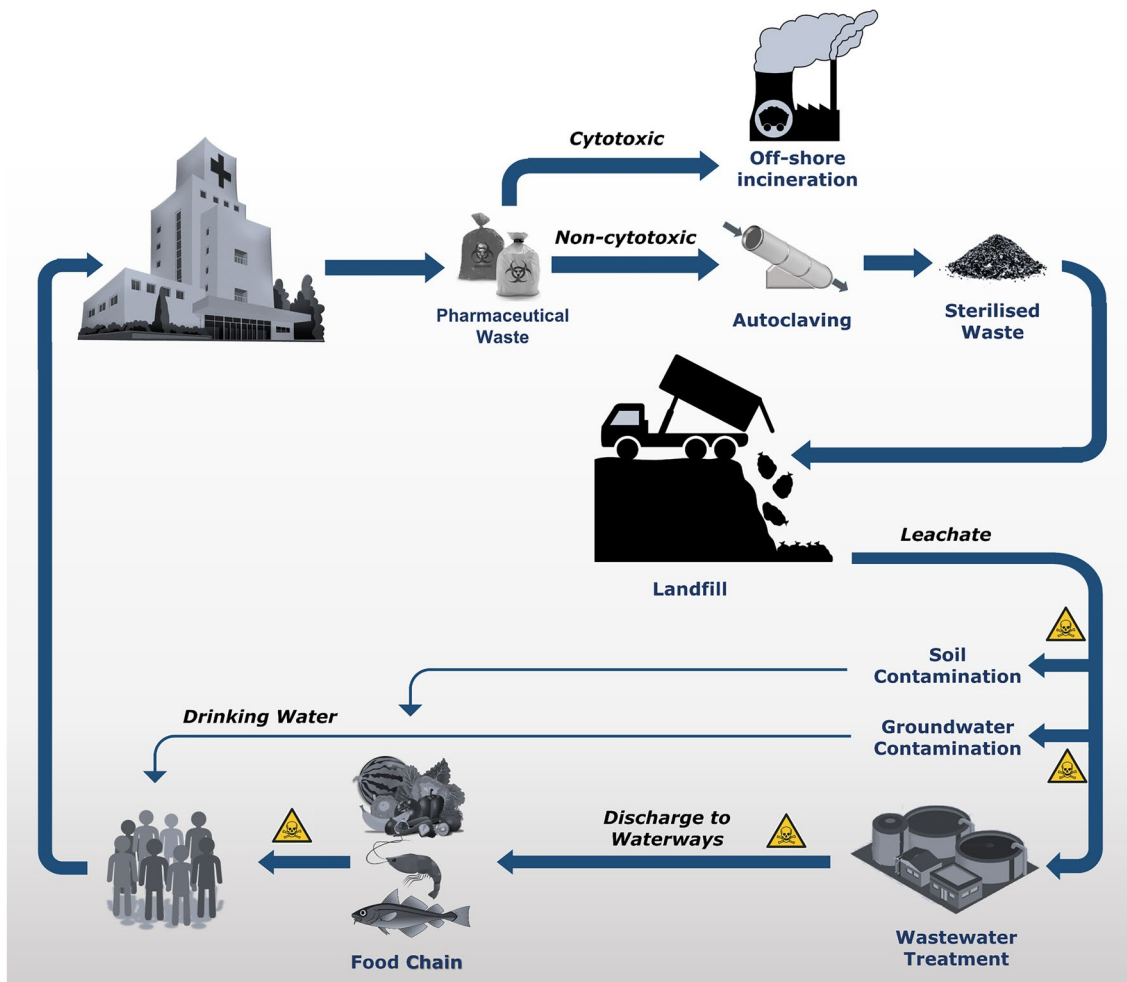 Cytotoxic
Off-shore
incineration
Non-cytotoxic
Pharmaceutical
Waste
Autoclaving
Sterilised
Waste
Landfill
Leachate
Soil
Contamination
Drinking Water
Groundwater
Contamination
Discharge to
Waterways
Food Chain
Wastewater
Treatment